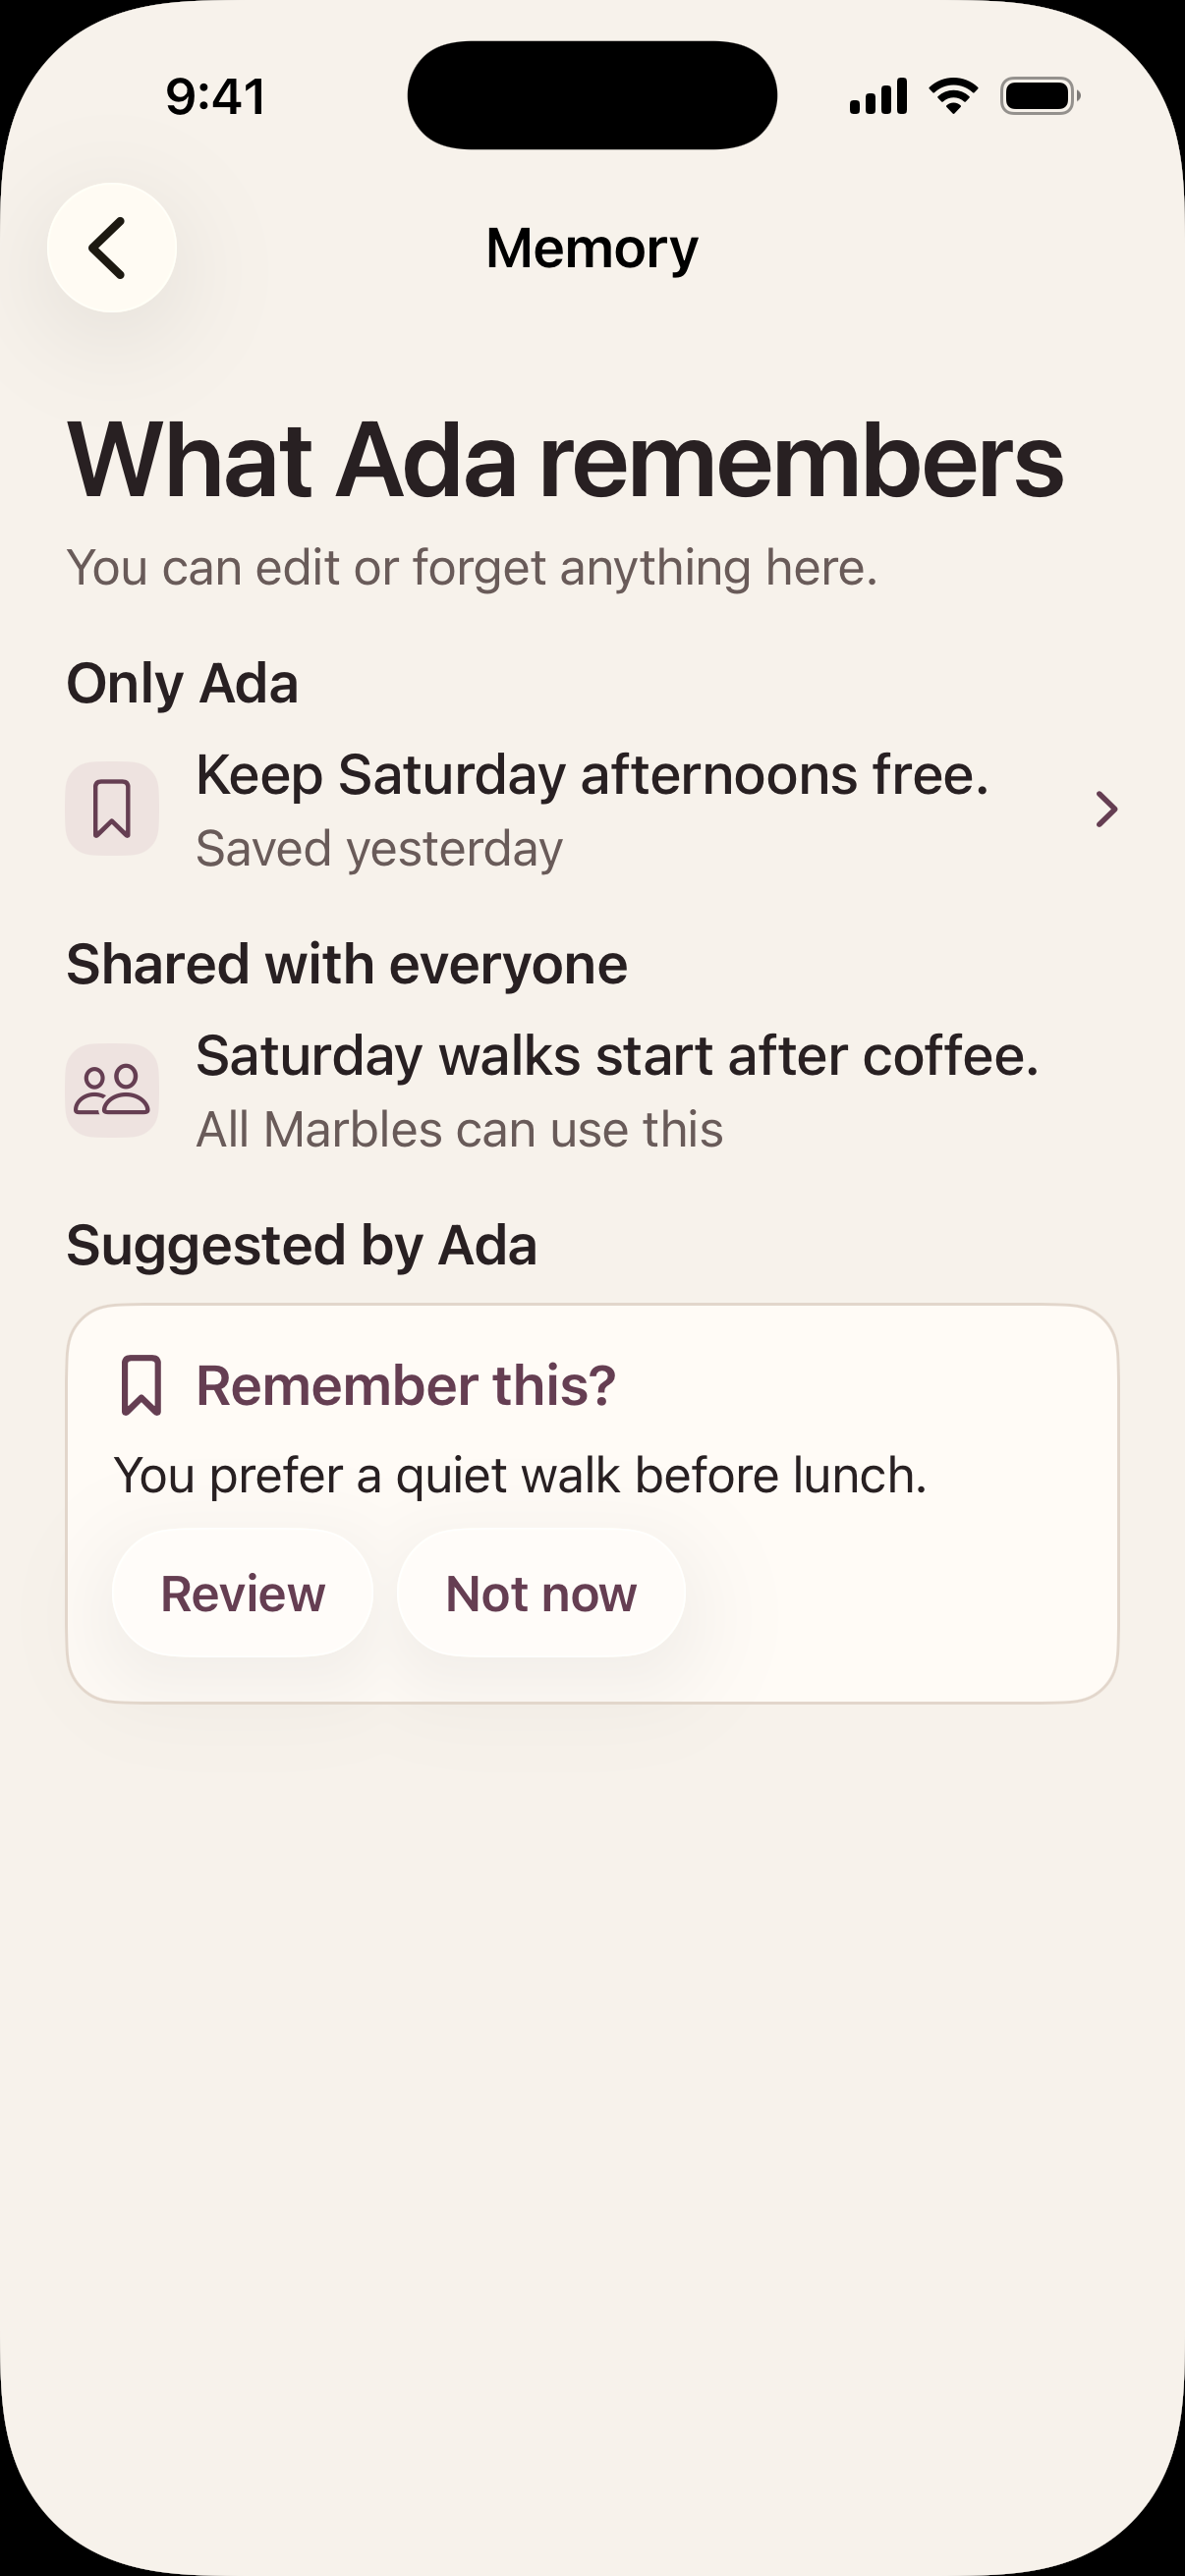 9:41
Memory
What Ada remembers
You can edit or forget anything here.
Only Ada
Keep Saturday afternoons free.
Saved yesterday
Shared with everyone
Saturday walks start after coffee.
All Marbles can use this
Suggested by Ada
Remember this?
You prefer a quiet walk before lunch.
Review
Not now